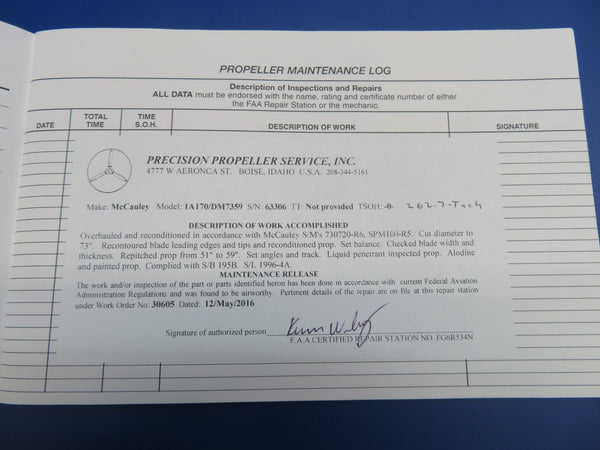 PROPELLER MAINTENANCE LOG
Description of Inspections and Repairs
ALL DATA must be endorsed with the name, rating and certificate number of either
the FAA Repair Station or the mechanic.
DATE TOTAL TIME TIME S.O.H. DESCRIPTION OF WORK SIGNATURE
PRECISION PROPELLER SERVICE, INC.
4777 W AERONCA ST. BOISE, IDAHO U.S.A. 208-344-5161
Make: McCauley Model: 1A170/DM7359 S/N: 63306 TT: Not provided TSOH: -0- 262.7-Tach
DESCRIPTION OF WORK ACCOMPLISHED
Overhauled and reconditioned in accordance with McCauley S/M's 730720-R6, SPM100-R5. Cut diameter to
73". Recontoured blade leading edges and tips and reconditioned prop. Set balance. Checked blade width and
thickness. Repitched prop from 51" to 59". Set angles and track. Liquid penetrant inspected prop. Alodine
and painted prop. Complied with S/B 195B. S/L 1996-4A.
MAINTENANCE RELEASE
The work and/or inspection of the part or parts identified heron has been done in accordance with current Federal Aviation
Administration Regulations and was found to be airworthy. Pertinent details of the repair are on file at this repair station
under Work Order No: 30605 Dated: 12/May/2016
Signature of authorized person
F.A.A.CERTIFIED REPAIR STATION NO. FG6R534N